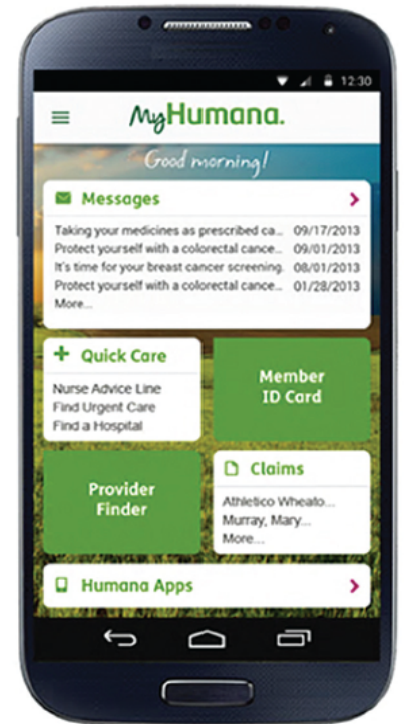 12:30
MyHumana.
Good morning!
Messages
Taking your medicines as prescribed ca... 09/17/2013
Protect yourself with a colorectal cance... 09/01/2013
It's time for your breast cancer screening. 08/01/2013
Protect yourself with a colorectal cance... 01/28/2013
More...
Quick Care
Nurse Advice Line
Find Urgent Care
Find a Hospital
Member
ID Card
Provider
Finder
Claims
Athletico Wheato...
Murray, Mary...
More...
Humana Apps